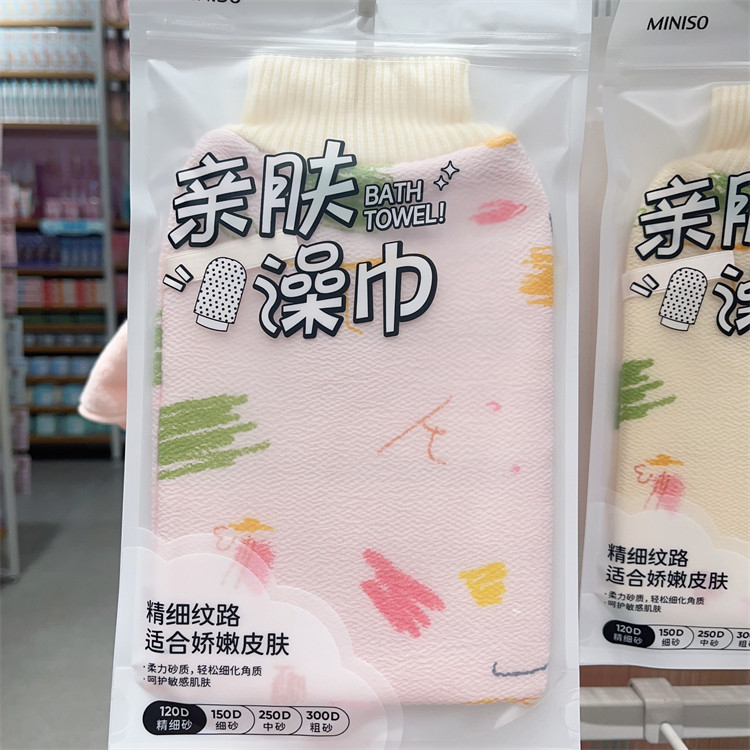 MINISO
亲肤
BATH
TOWEL!
澡巾
精细纹路
适合娇嫩皮肤
·柔力砂质，轻松细化角质
·呵护敏感肌肤
120D 150D 250D 300D
精细砂 细砂 中砂 粗砂
MINISO
亲肤
澡
精细纹路
适合娇嫩皮肤
·柔力砂质，轻松细化角质
·呵护敏感肌肤
120D 150D 250D 300
精细砂 细砂 中砂 粗